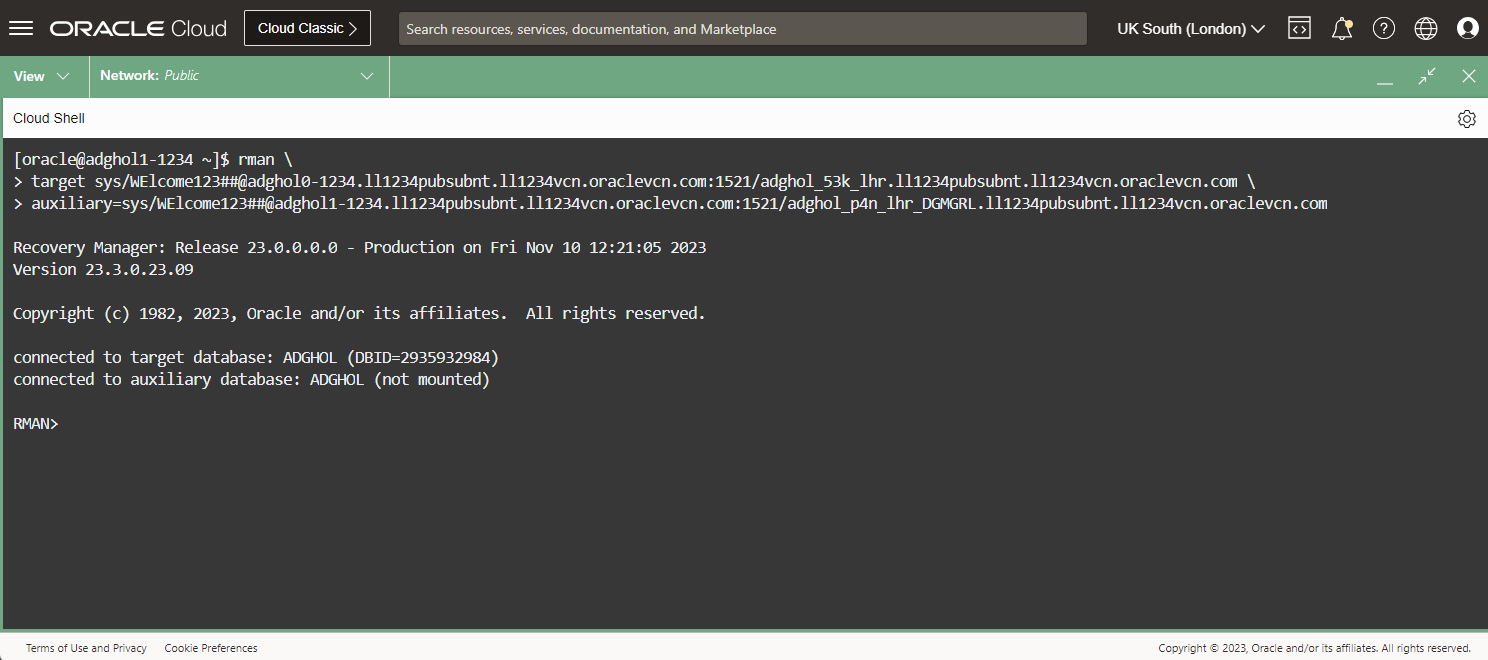 ORACLE Cloud
Cloud Classic
Search resources, services, documentation, and Marketplace
UK South (London)
View
Network: Public
Cloud Shell
[oracle@adghol1-1234 ~]$ rman \
> target sys/WElcome123##@adghol0-1234.ll1234pubsubnt.ll1234vcn.oraclevcn.com:1521/adghol_53k_lhr.ll1234pubsubnt.ll1234vcn.oraclevcn.com \
> auxiliary=sys/WElcome123##@adghol1-1234.ll1234pubsubnt.ll1234vcn.oraclevcn.com:1521/adghol_p4n_lhr_DGMGRL.ll1234pubsubnt.ll1234vcn.oraclevcn.com
Recovery Manager: Release 23.0.0.0.0 - Production on Fri Nov 10 12:21:05 2023
Version 23.3.0.23.09
Copyright (c) 1982, 2023, Oracle and/or its affiliates.  All rights reserved.
connected to target database: ADGHOL (DBID=2935932984)
connected to auxiliary database: ADGHOL (not mounted)
RMAN>
Terms of Use and Privacy
Cookie Preferences
Copyright © 2023, Oracle and/or its affiliates. All rights reserved.